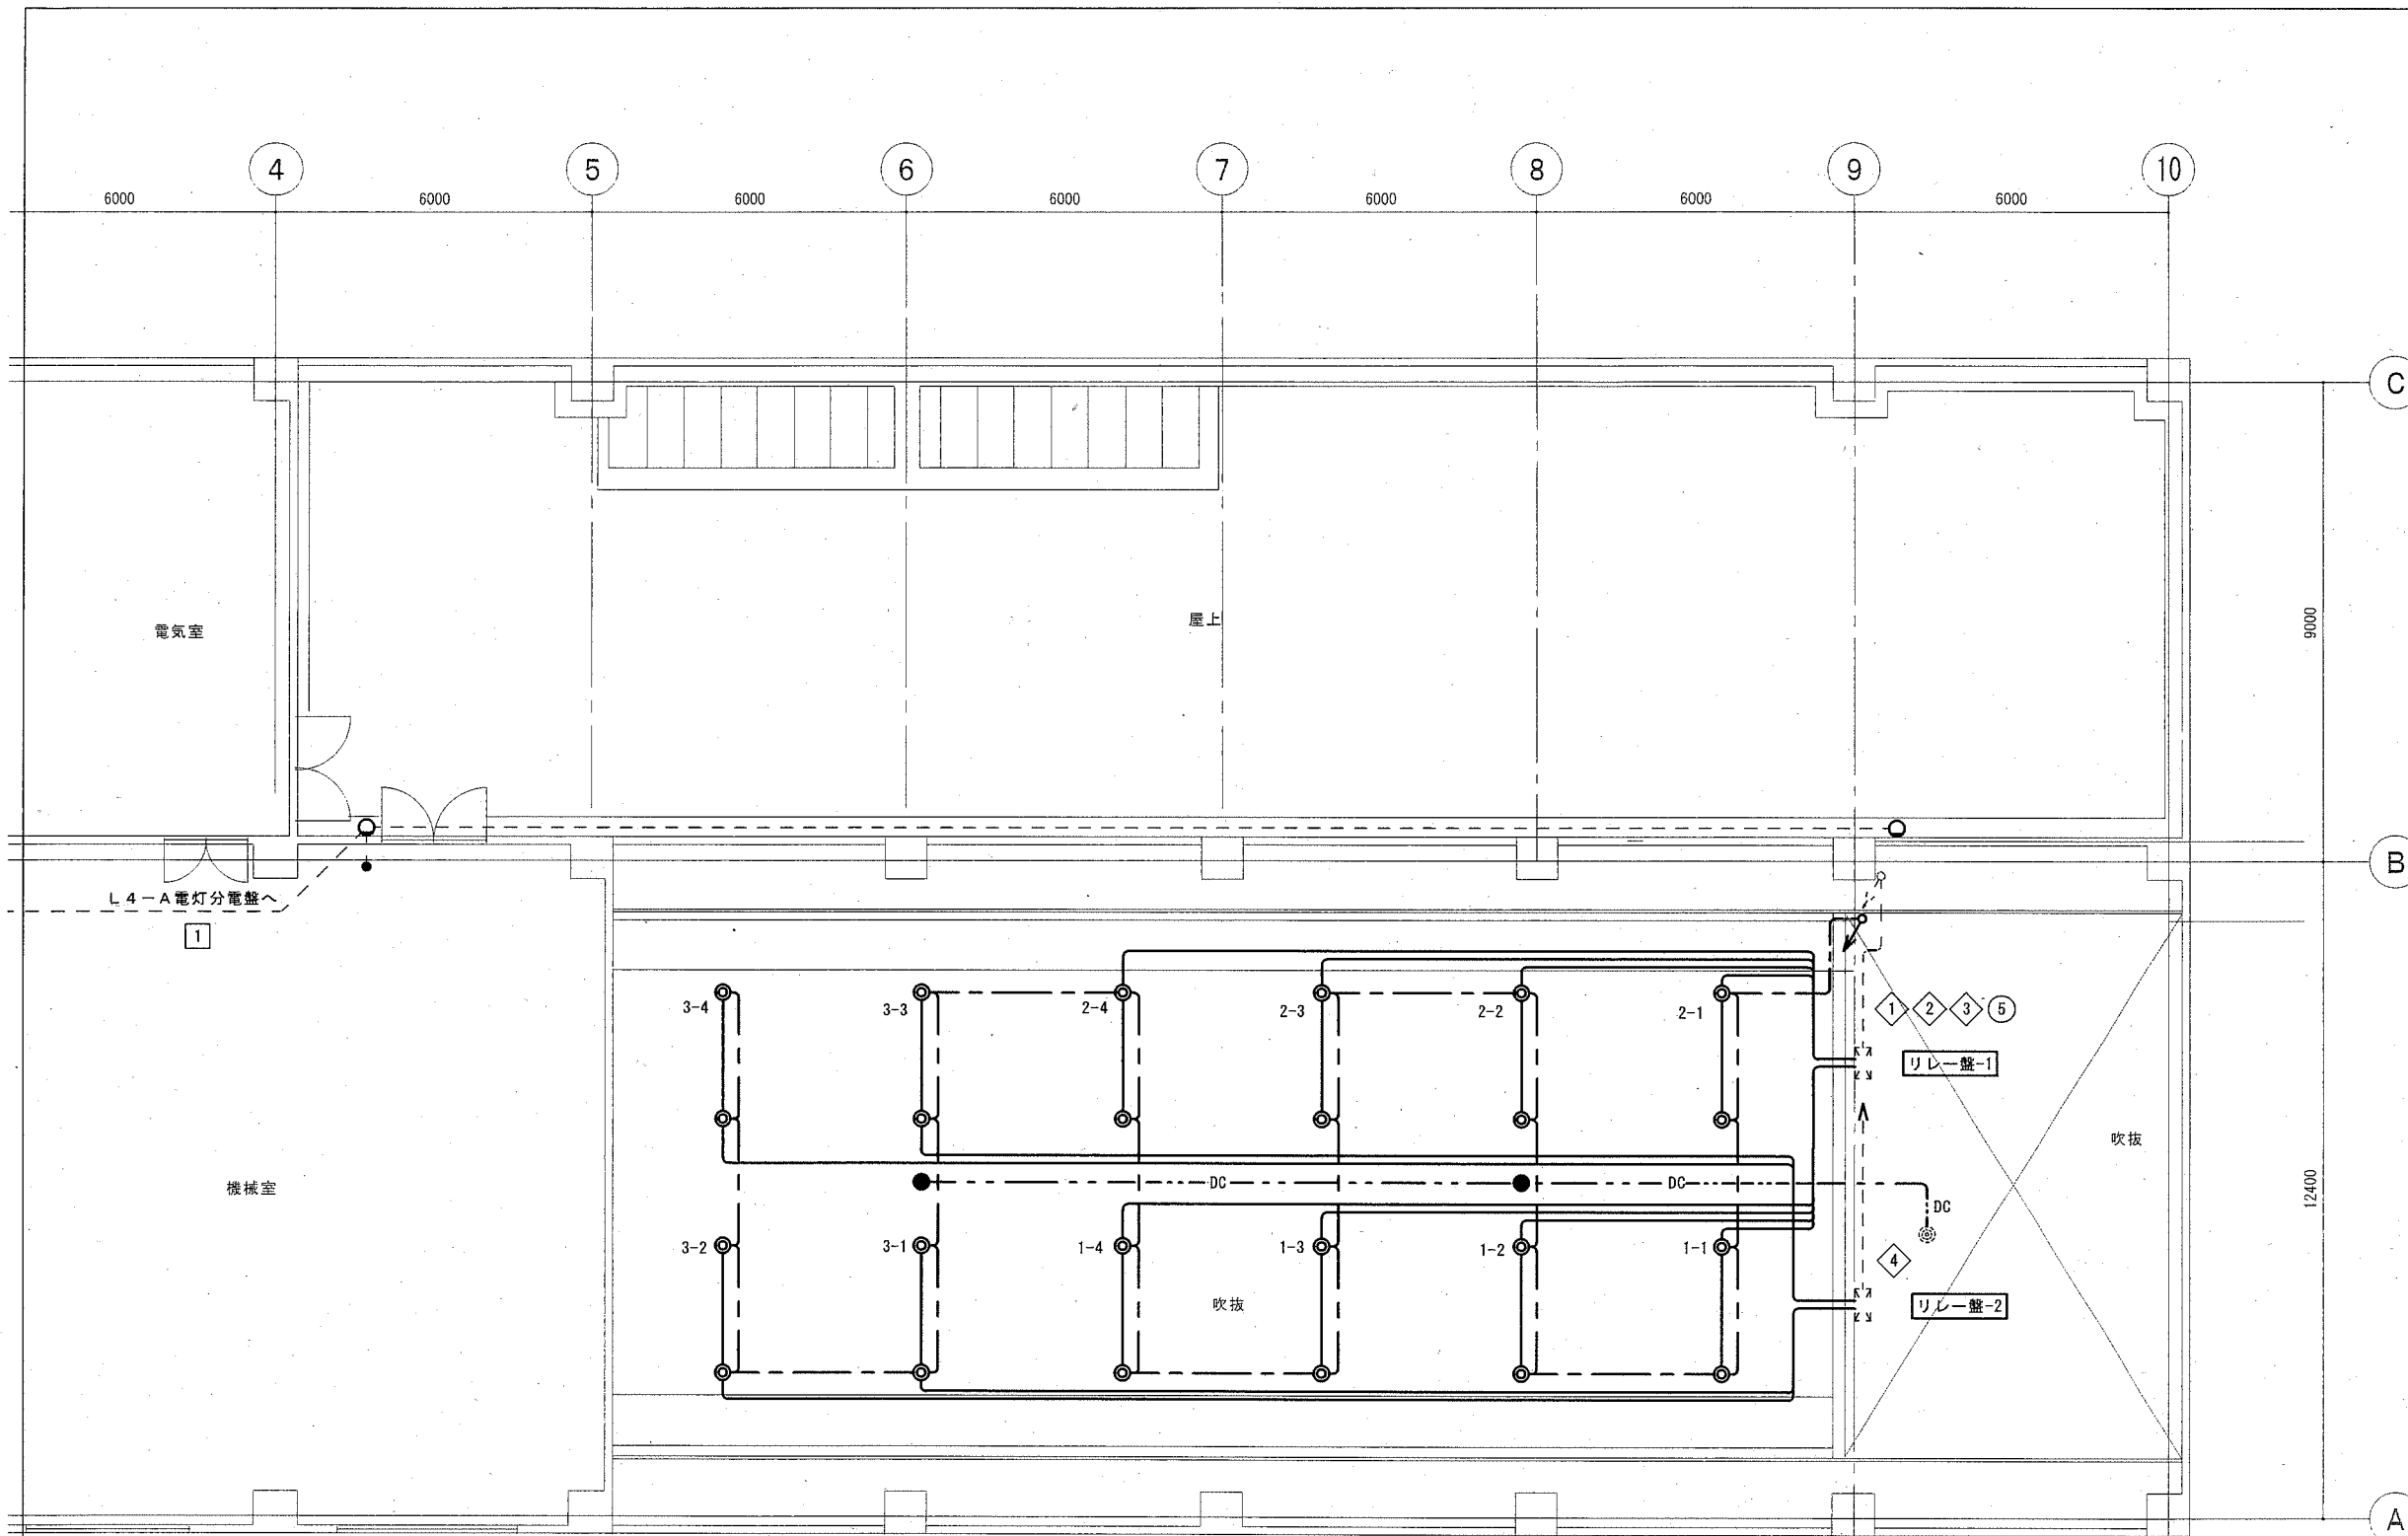 4 5 6 7 8 9 10
6000 6000 6000 6000 6000 6000 6000
C
電気室
屋上
9000
B
L4-A電灯分電盤へ
1
3-4 3-3 2-4 2-3 2-2 2-1
1 2 3 5
リレー盤-1
吹抜
機械室
DC DC
12400
DC
3-2 3-1 1-4 1-3 1-2 1-1
4
吹抜
リレー盤-2
A